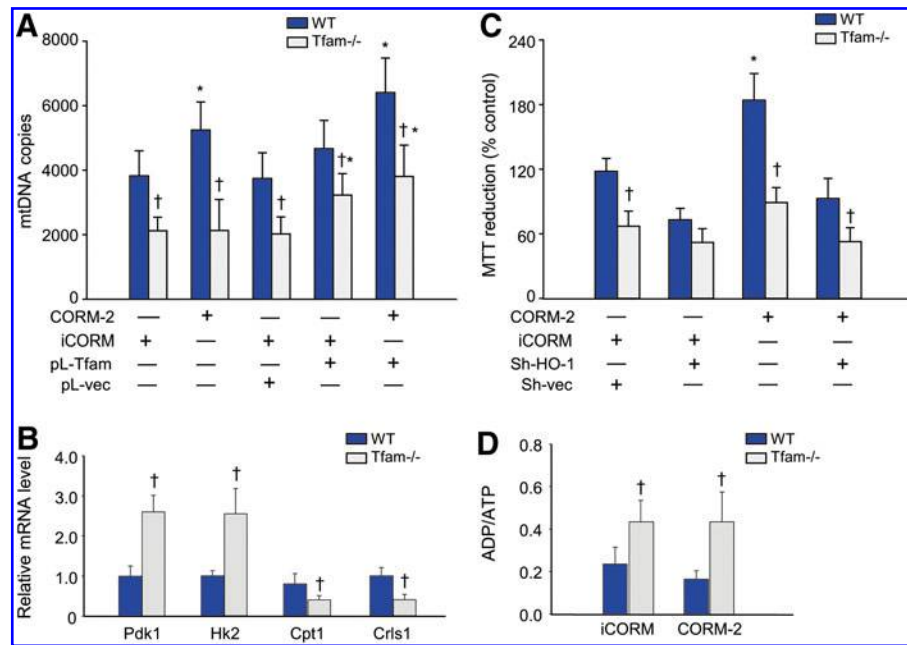 A
WT
Tfam-/-
mtDNA copies
8000
6000
4000
2000
0
†
*
†
†
†*
*
†*
CORM-2 — + — — +
iCORM + — + + —
pL-Tfam — — — + +
pL-vec — — + — —
C
WT
Tfam-/-
MTT reduction (% control)
240
180
120
60
0
†
*
†
†
CORM-2 — — + +
iCORM + + — —
Sh-HO-1 — + — +
Sh-vec + — — —
B
WT
Tfam-/-
Relative mRNA level
4.0
3.0
2.0
1.0
0
†
†
†
†
Pdk1 Hk2 Cpt1 Crls1
D
WT
Tfam-/-
ADP/ATP
0.8
0.6
0.4
0.2
0.0
†
†
iCORM CORM-2